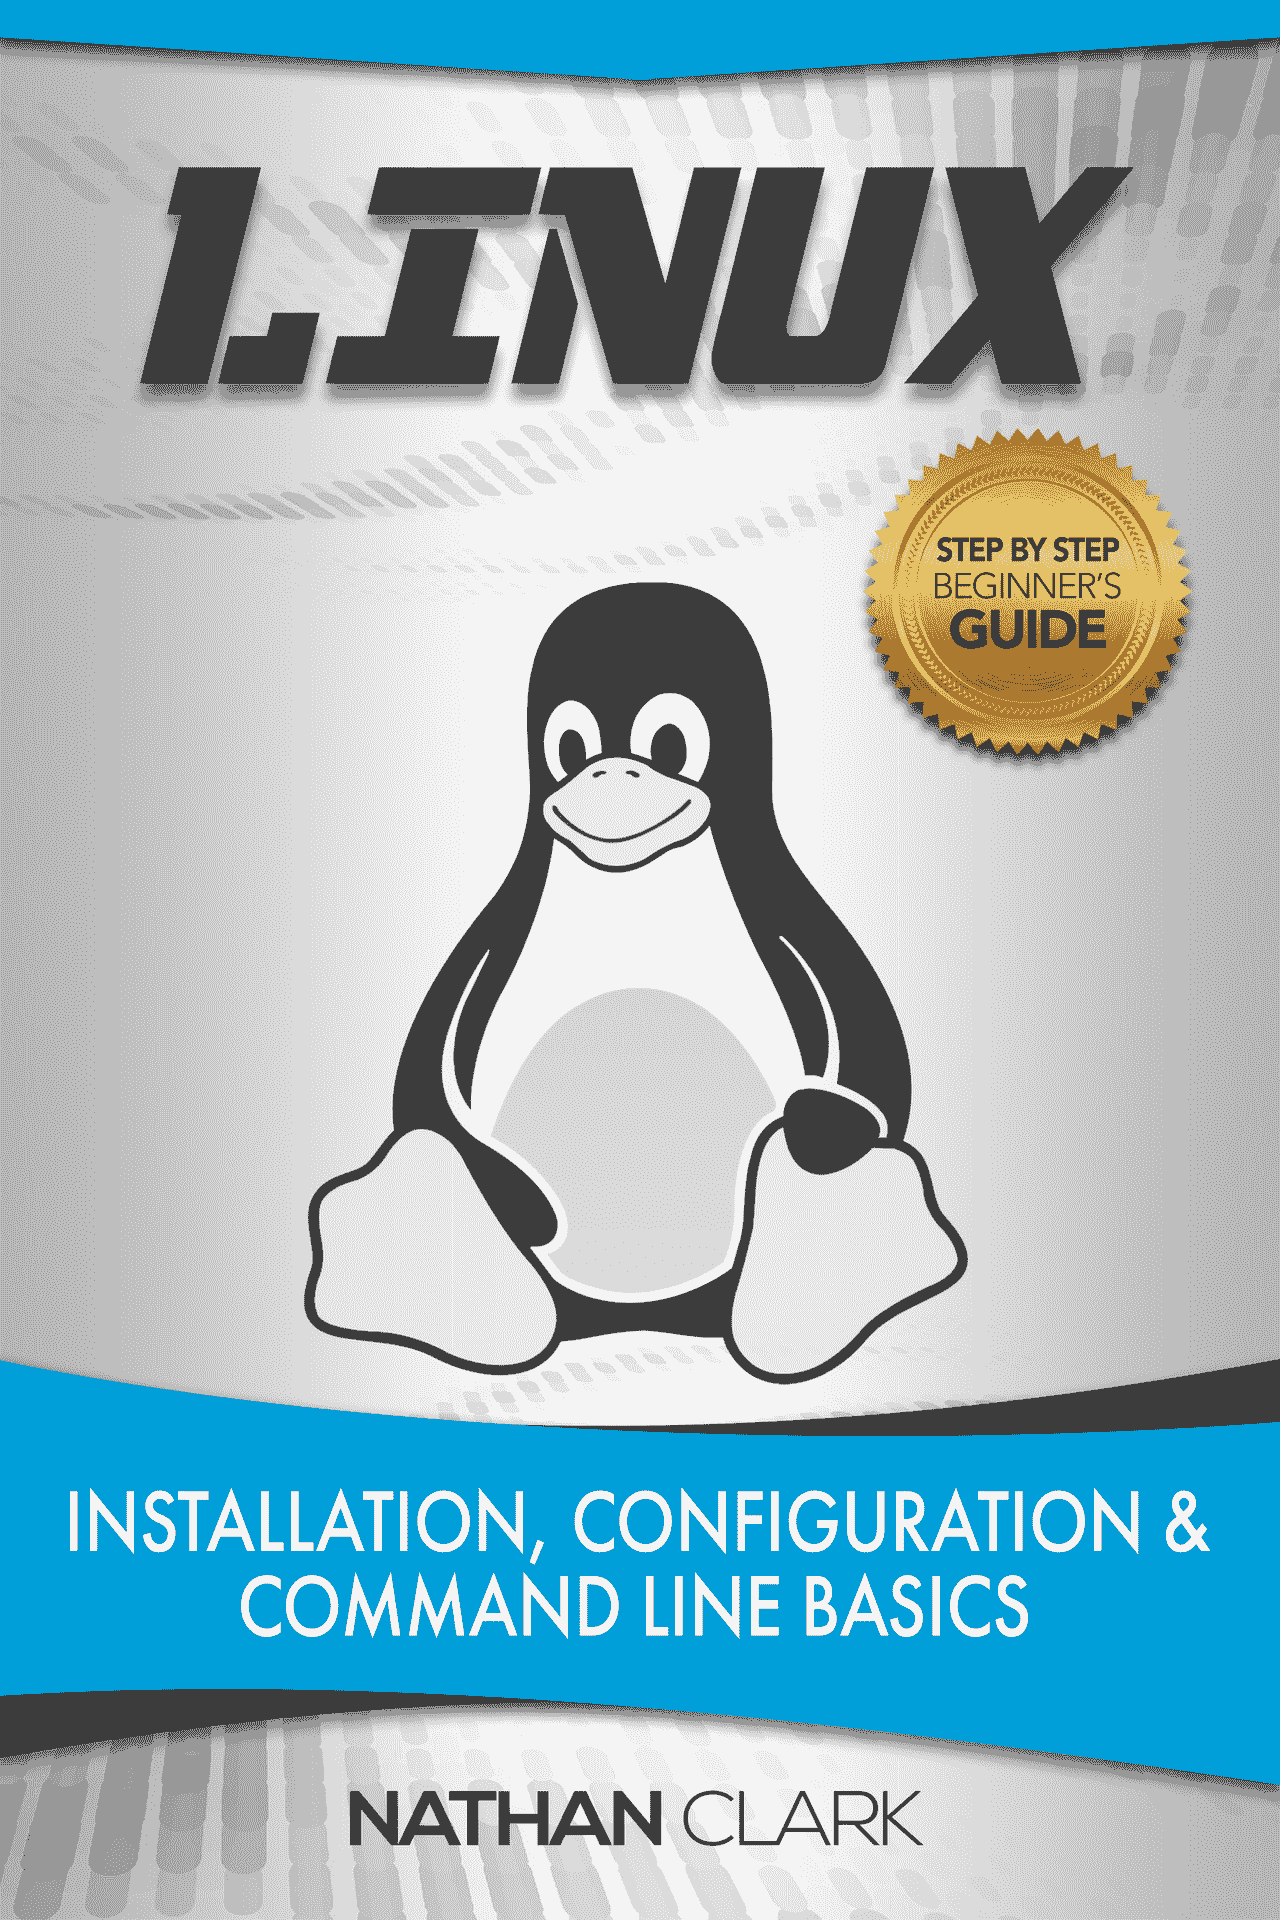 LINUX
STEP BY STEP
BEGINNER'S
GUIDE
INSTALLATION, CONFIGURATION &
COMMAND LINE BASICS
NATHAN CLARK